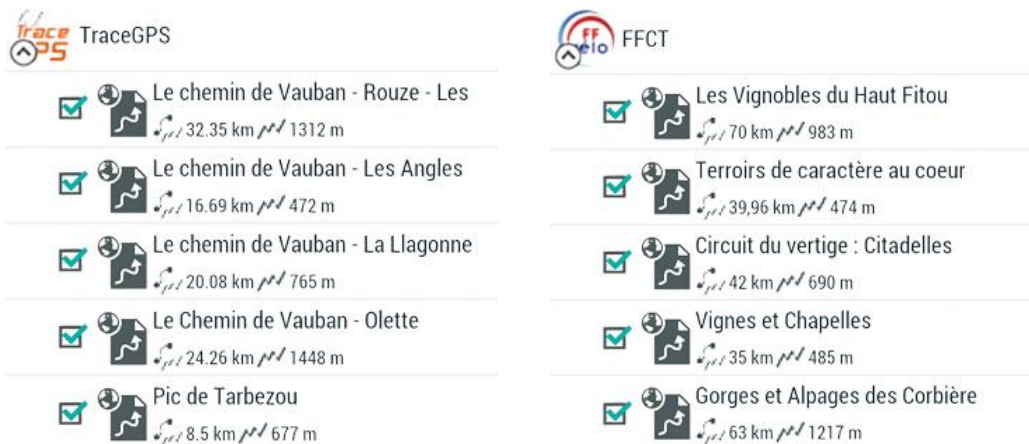 Trace
GPS
TraceGPS
Le chemin de Vauban - Rouze - Les
32.35 km 1312 m
Le chemin de Vauban - Les Angles
16.69 km 472 m
Le chemin de Vauban - La Llagonne
20.08 km 765 m
Le Chemin de Vauban - Olette
24.26 km 1448 m
Pic de Tarbezou
8.5 km 677 m
FF
elo
FFCT
Les Vignobles du Haut Fitou
70 km 983 m
Terroirs de caractère au coeur
39,96 km 474 m
Circuit du vertige : Citadelles
42 km 690 m
Vignes et Chapelles
35 km 485 m
Gorges et Alpages des Corbière
63 km 1217 m